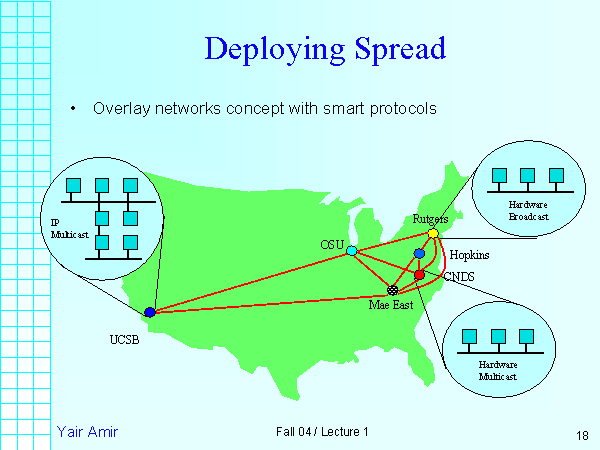 Deploying Spread
• Overlay networks concept with smart protocols
IP
Multicast
Hardware
Broadcast
Rutgers
OSU
Hopkins
CNDS
Mae East
UCSB
Hardware
Multicast
Yair Amir
Fall 04 / Lecture 1
18